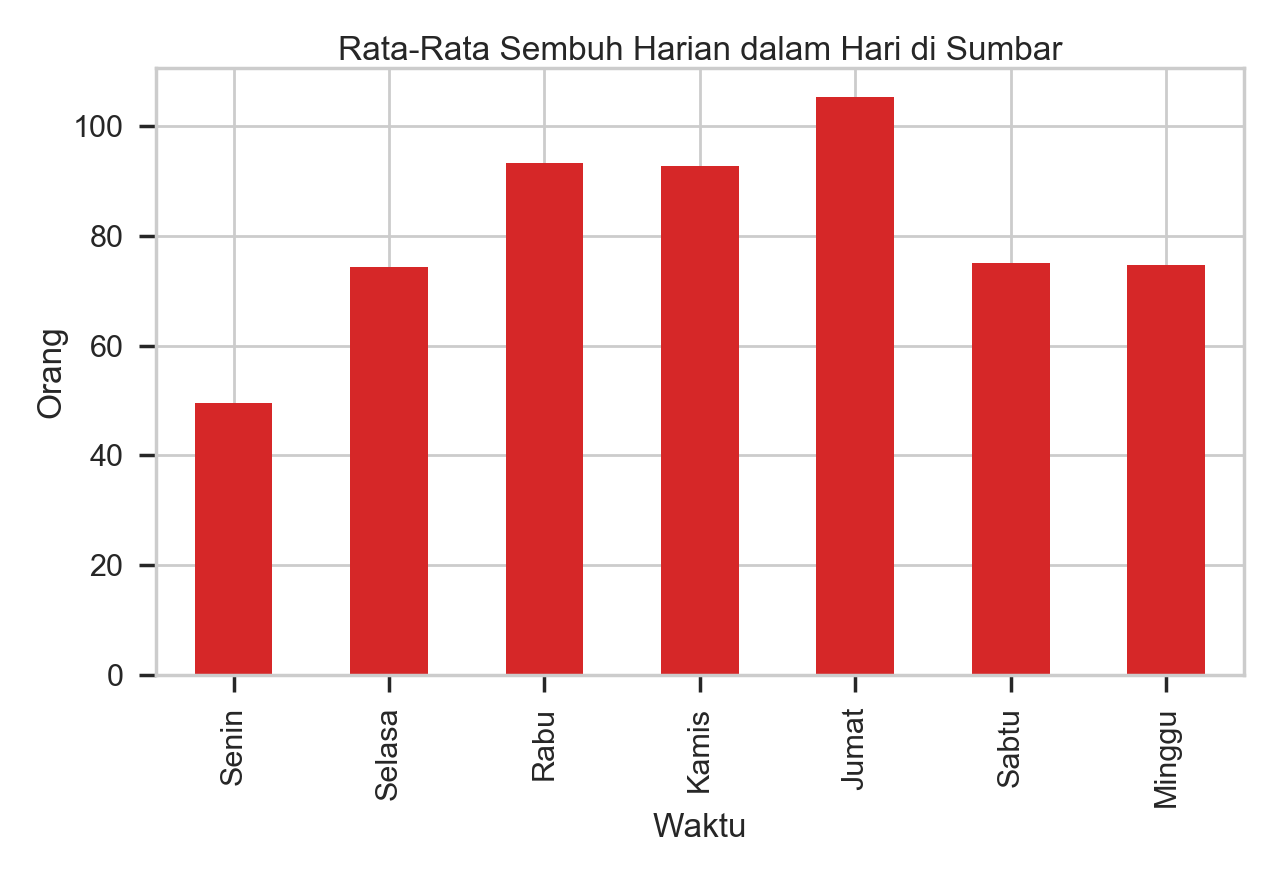 Rata-Rata Sembuh Harian dalam Hari di Sumbar
100
80
60
40
20
0
Orang
Senin
Selasa
Rabu
Kamis
Jumat
Sabtu
Minggu
Waktu